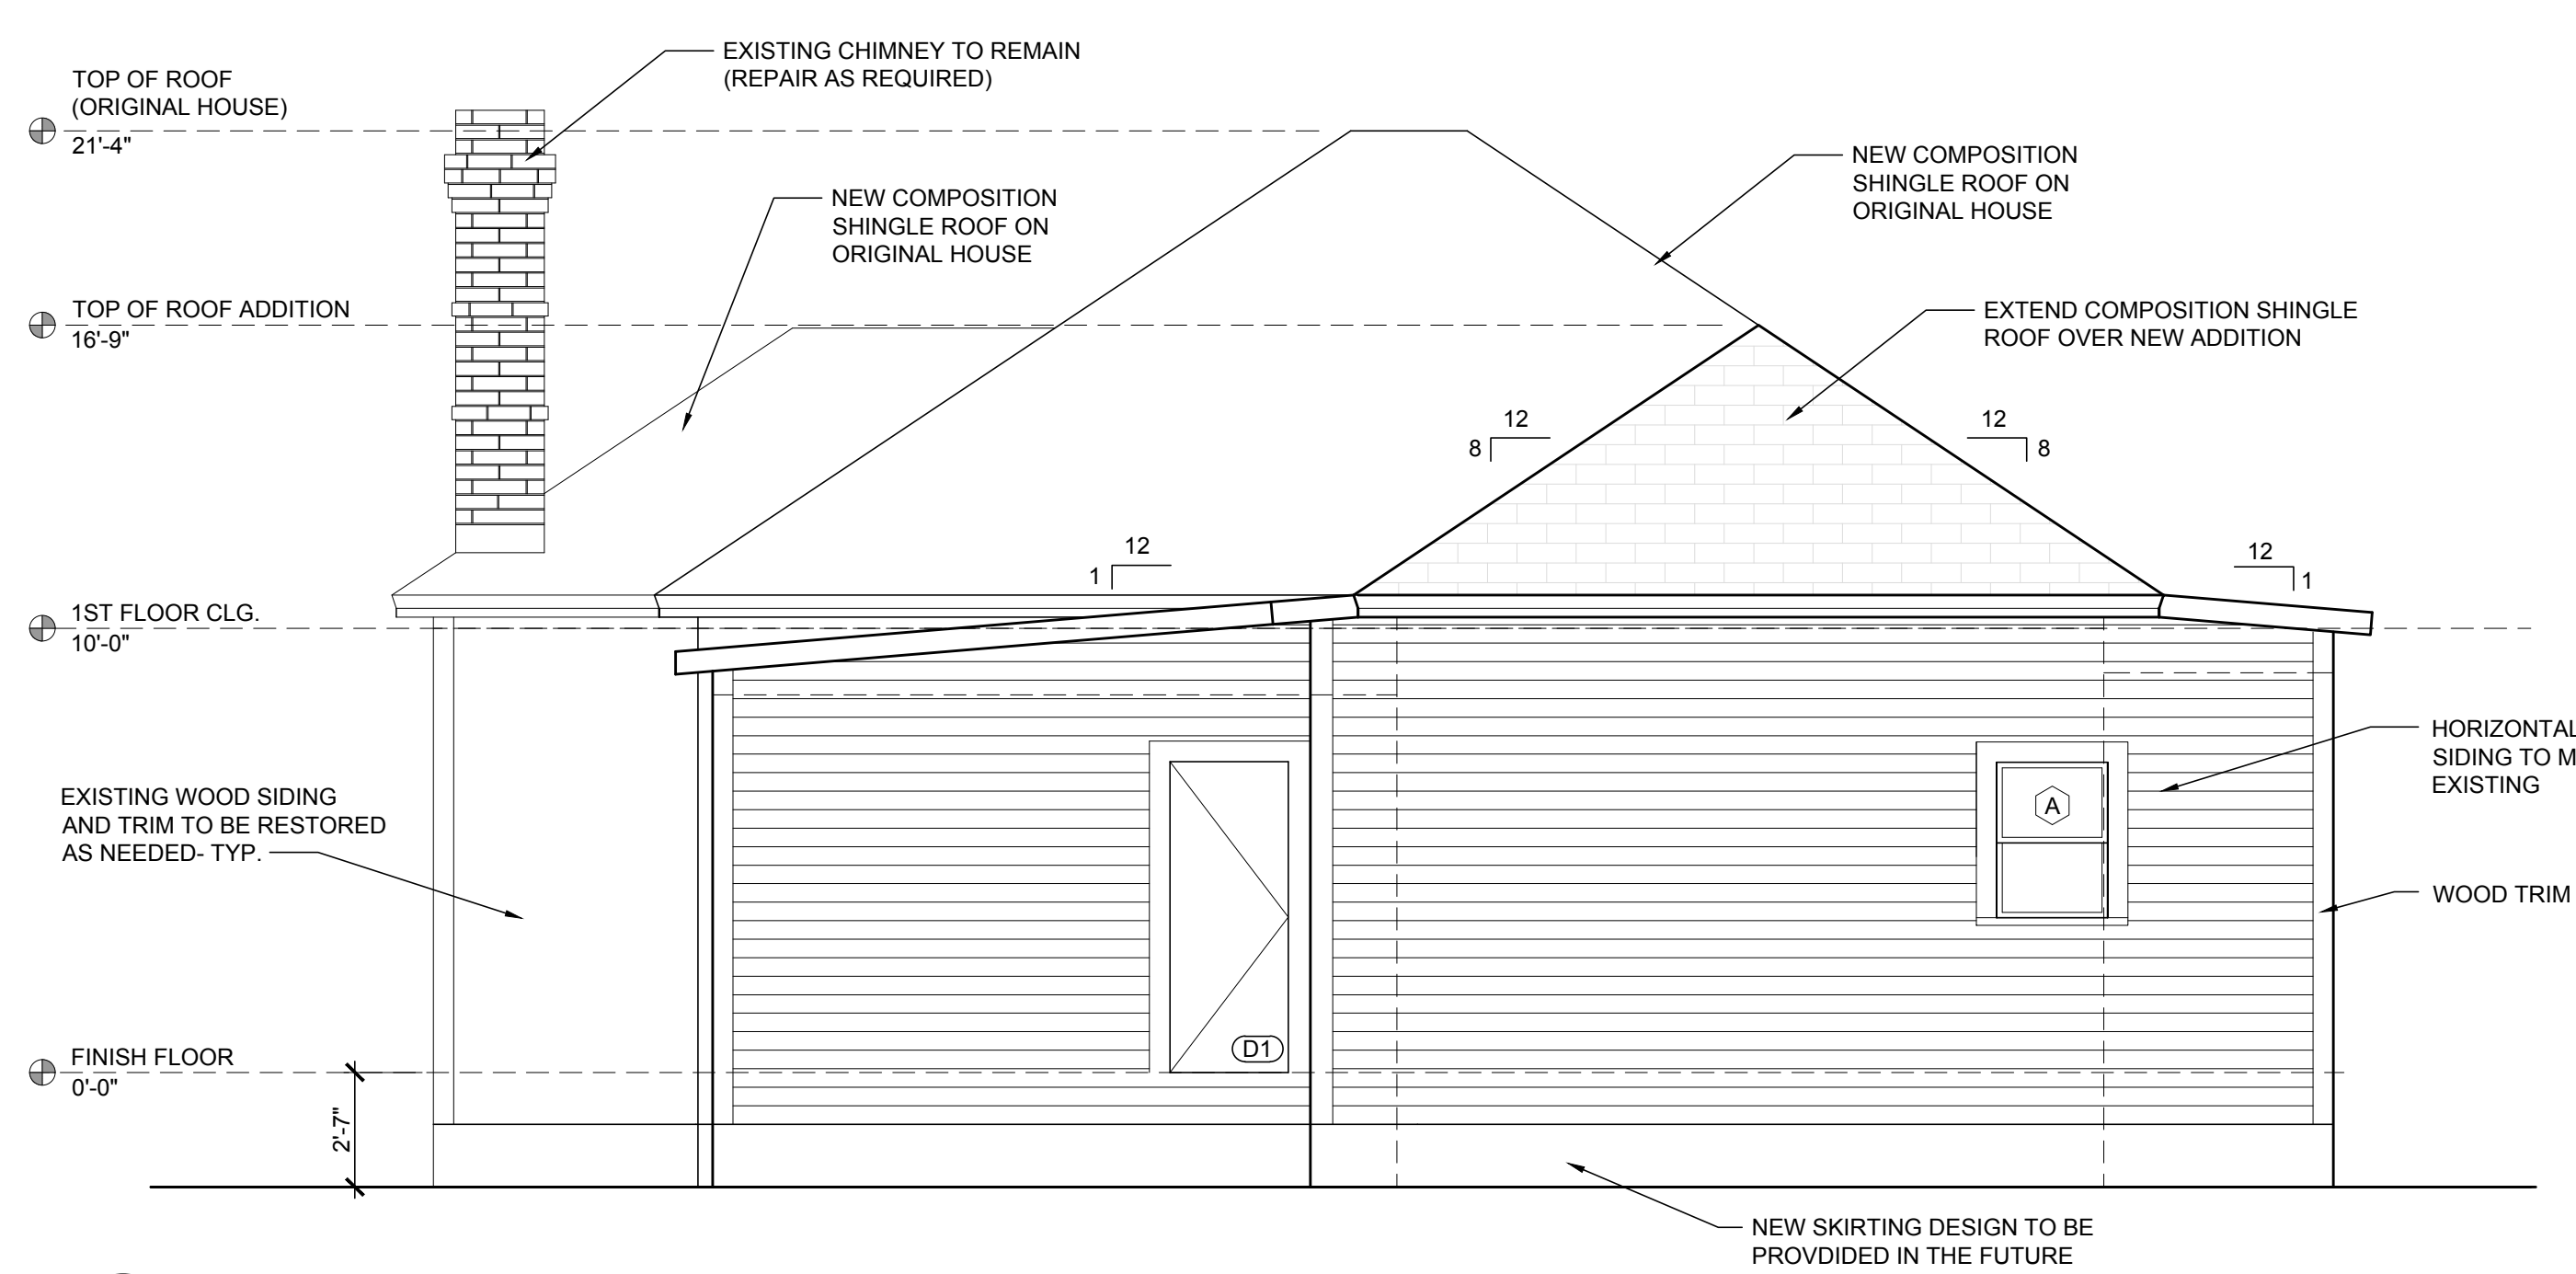 EXISTING CHIMNEY TO REMAIN
(REPAIR AS REQUIRED)
TOP OF ROOF
(ORIGINAL HOUSE)
21'-4"
NEW COMPOSITION
SHINGLE ROOF ON
ORIGINAL HOUSE
NEW COMPOSITION
SHINGLE ROOF ON
ORIGINAL HOUSE
TOP OF ROOF ADDITION
16'-9"
EXTEND COMPOSITION SHINGLE
ROOF OVER NEW ADDITION
12
8
12
8
12
1
12
1
1ST FLOOR CLG.
10'-0"
HORIZONTAL
SIDING TO M
EXISTING
A
EXISTING WOOD SIDING
AND TRIM TO BE RESTORED
AS NEEDED- TYP.
WOOD TRIM
D1
FINISH FLOOR
0'-0"
2'-7"
NEW SKIRTING DESIGN TO BE
PROVDIDED IN THE FUTURE